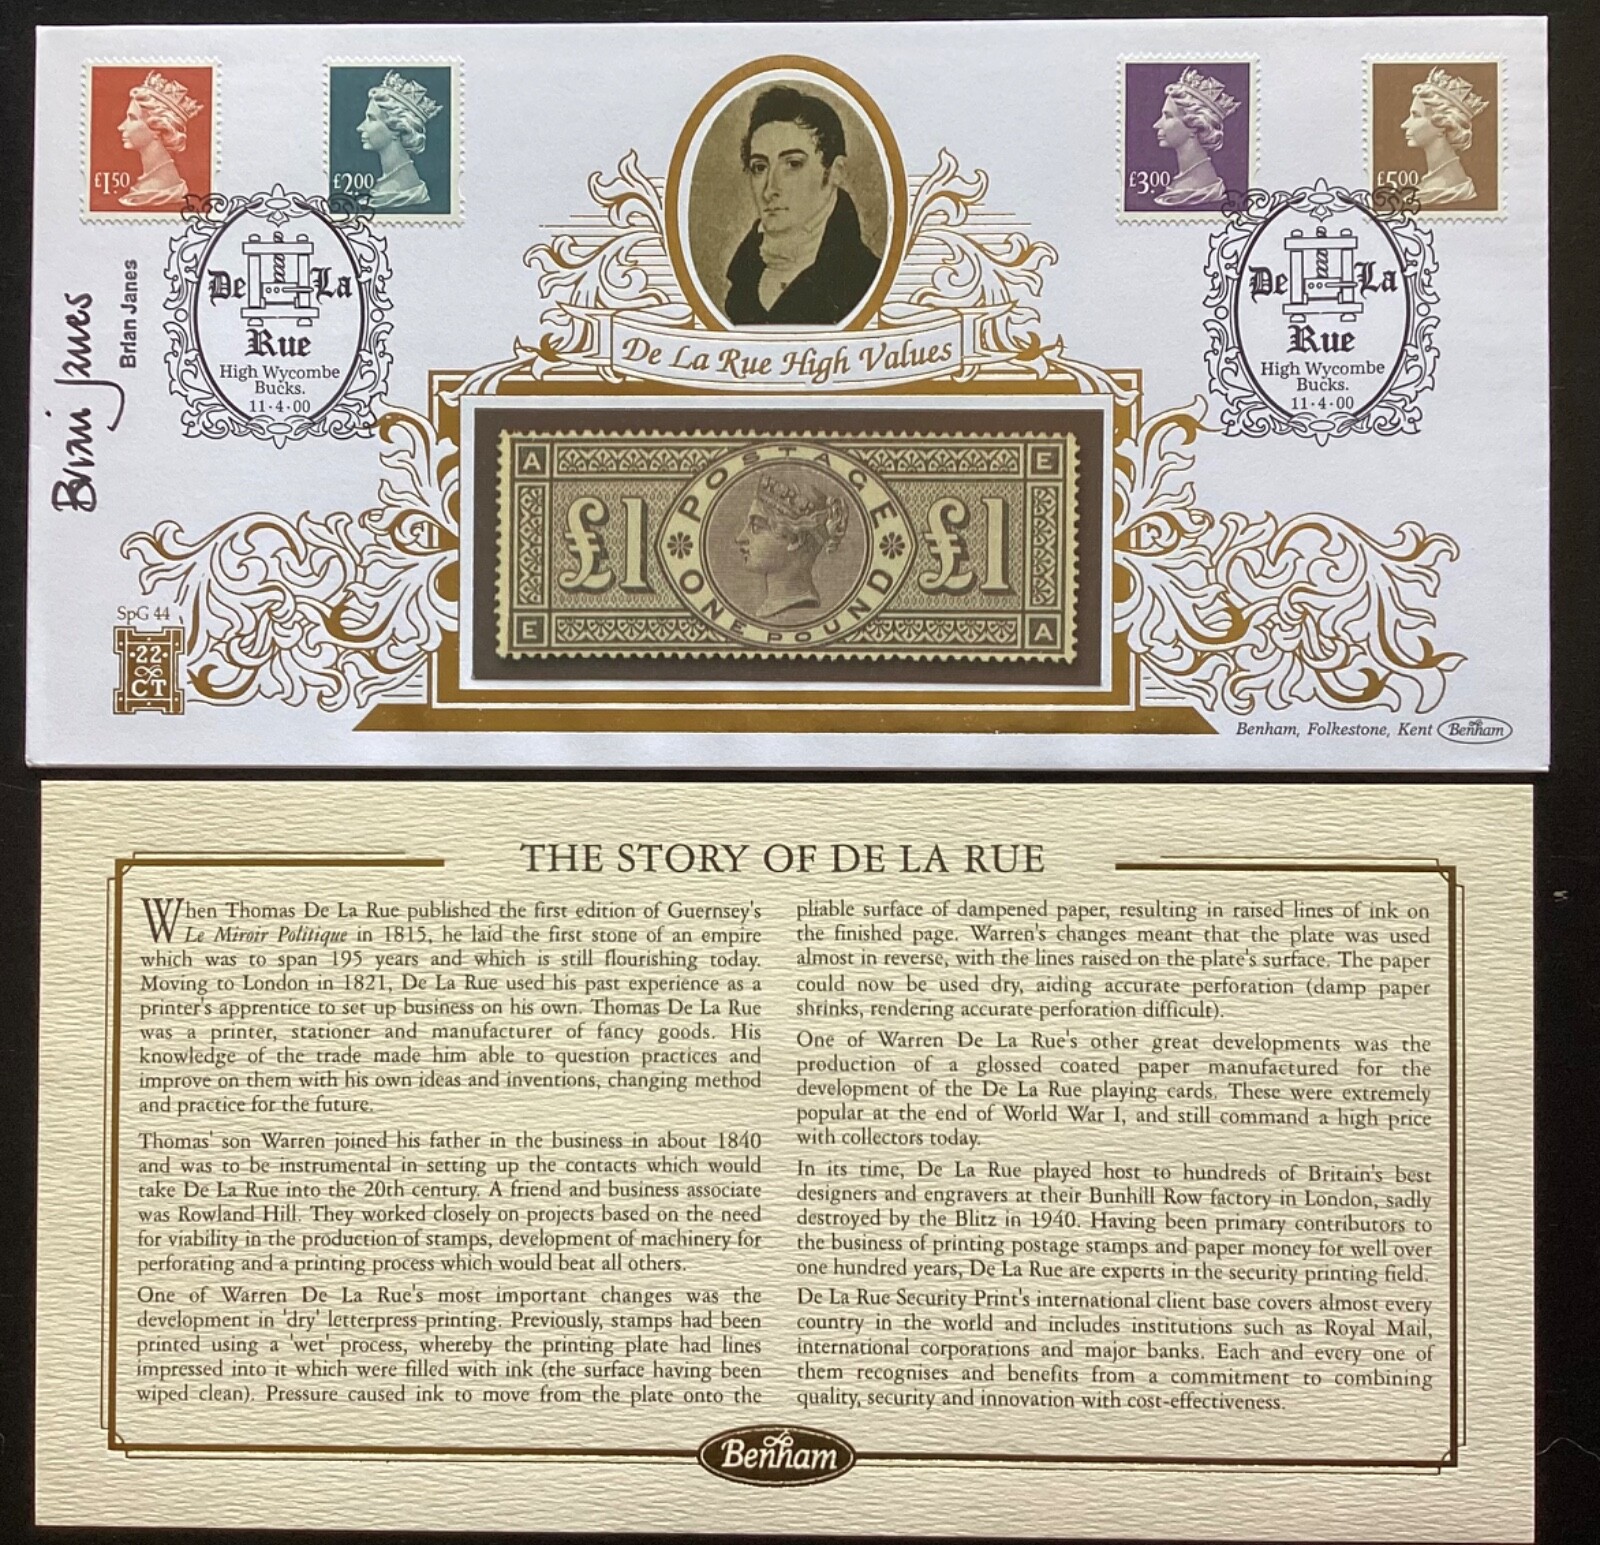 £1.50
£2.00
£3.00
£5.00
De La
Rue
High Wycombe
Bucks.
11·4·00
De La
Rue
High Wycombe
Bucks.
11·4·00
Brian Janes
Brian Janes
De La Rue High Values
A
E
POSTAGE
£1
£1
ONE POUND
E
A
SpG 44
·22·
CT
Benham, Folkestone, Kent
Benham
THE STORY OF DE LA RUE
When Thomas De La Rue published the first edition of Guernsey's
Le Miroir Politique in 1815, he laid the first stone of an empire
which was to span 195 years and which is still flourishing today.
Moving to London in 1821, De La Rue used his past experience as a
printer's apprentice to set up business on his own. Thomas De La Rue
was a printer, stationer and manufacturer of fancy goods. His
knowledge of the trade made him able to question practices and
improve on them with his own ideas and inventions, changing method
and practice for the future.
Thomas' son Warren joined his father in the business in about 1840
and was to be instrumental in setting up the contacts which would
take De La Rue into the 20th century. A friend and business associate
was Rowland Hill. They worked closely on projects based on the need
for viability in the production of stamps, development of machinery for
perforating and a printing process which would beat all others.
One of Warren De La Rue's most important changes was the
development in 'dry' letterpress printing. Previously, stamps had been
printed using a 'wet' process, whereby the printing plate had lines
impressed into it which were filled with ink (the surface having been
wiped clean). Pressure caused ink to move from the plate onto the
pliable surface of dampened paper, resulting in raised lines of ink on
the finished page. Warren's changes meant that the plate was used
almost in reverse, with the lines raised on the plate's surface. The paper
could now be used dry, aiding accurate perforation (damp paper
shrinks, rendering accurate perforation difficult).
One of Warren De La Rue's other great developments was the
production of a glossed coated paper manufactured for the
development of the De La Rue playing cards. These were extremely
popular at the end of World War I, and still command a high price
with collectors today.
In its time, De La Rue played host to hundreds of Britain's best
designers and engravers at their Bunhill Row factory in London, sadly
destroyed by the Blitz in 1940. Having been primary contributors to
the business of printing postage stamps and paper money for well over
one hundred years, De La Rue are experts in the security printing field.
De La Rue Security Print's international client base covers almost every
country in the world and includes institutions such as Royal Mail,
international corporations and major banks. Each and every one of
them recognises and benefits from a commitment to combining
quality, security and innovation with cost-effectiveness.
Benham